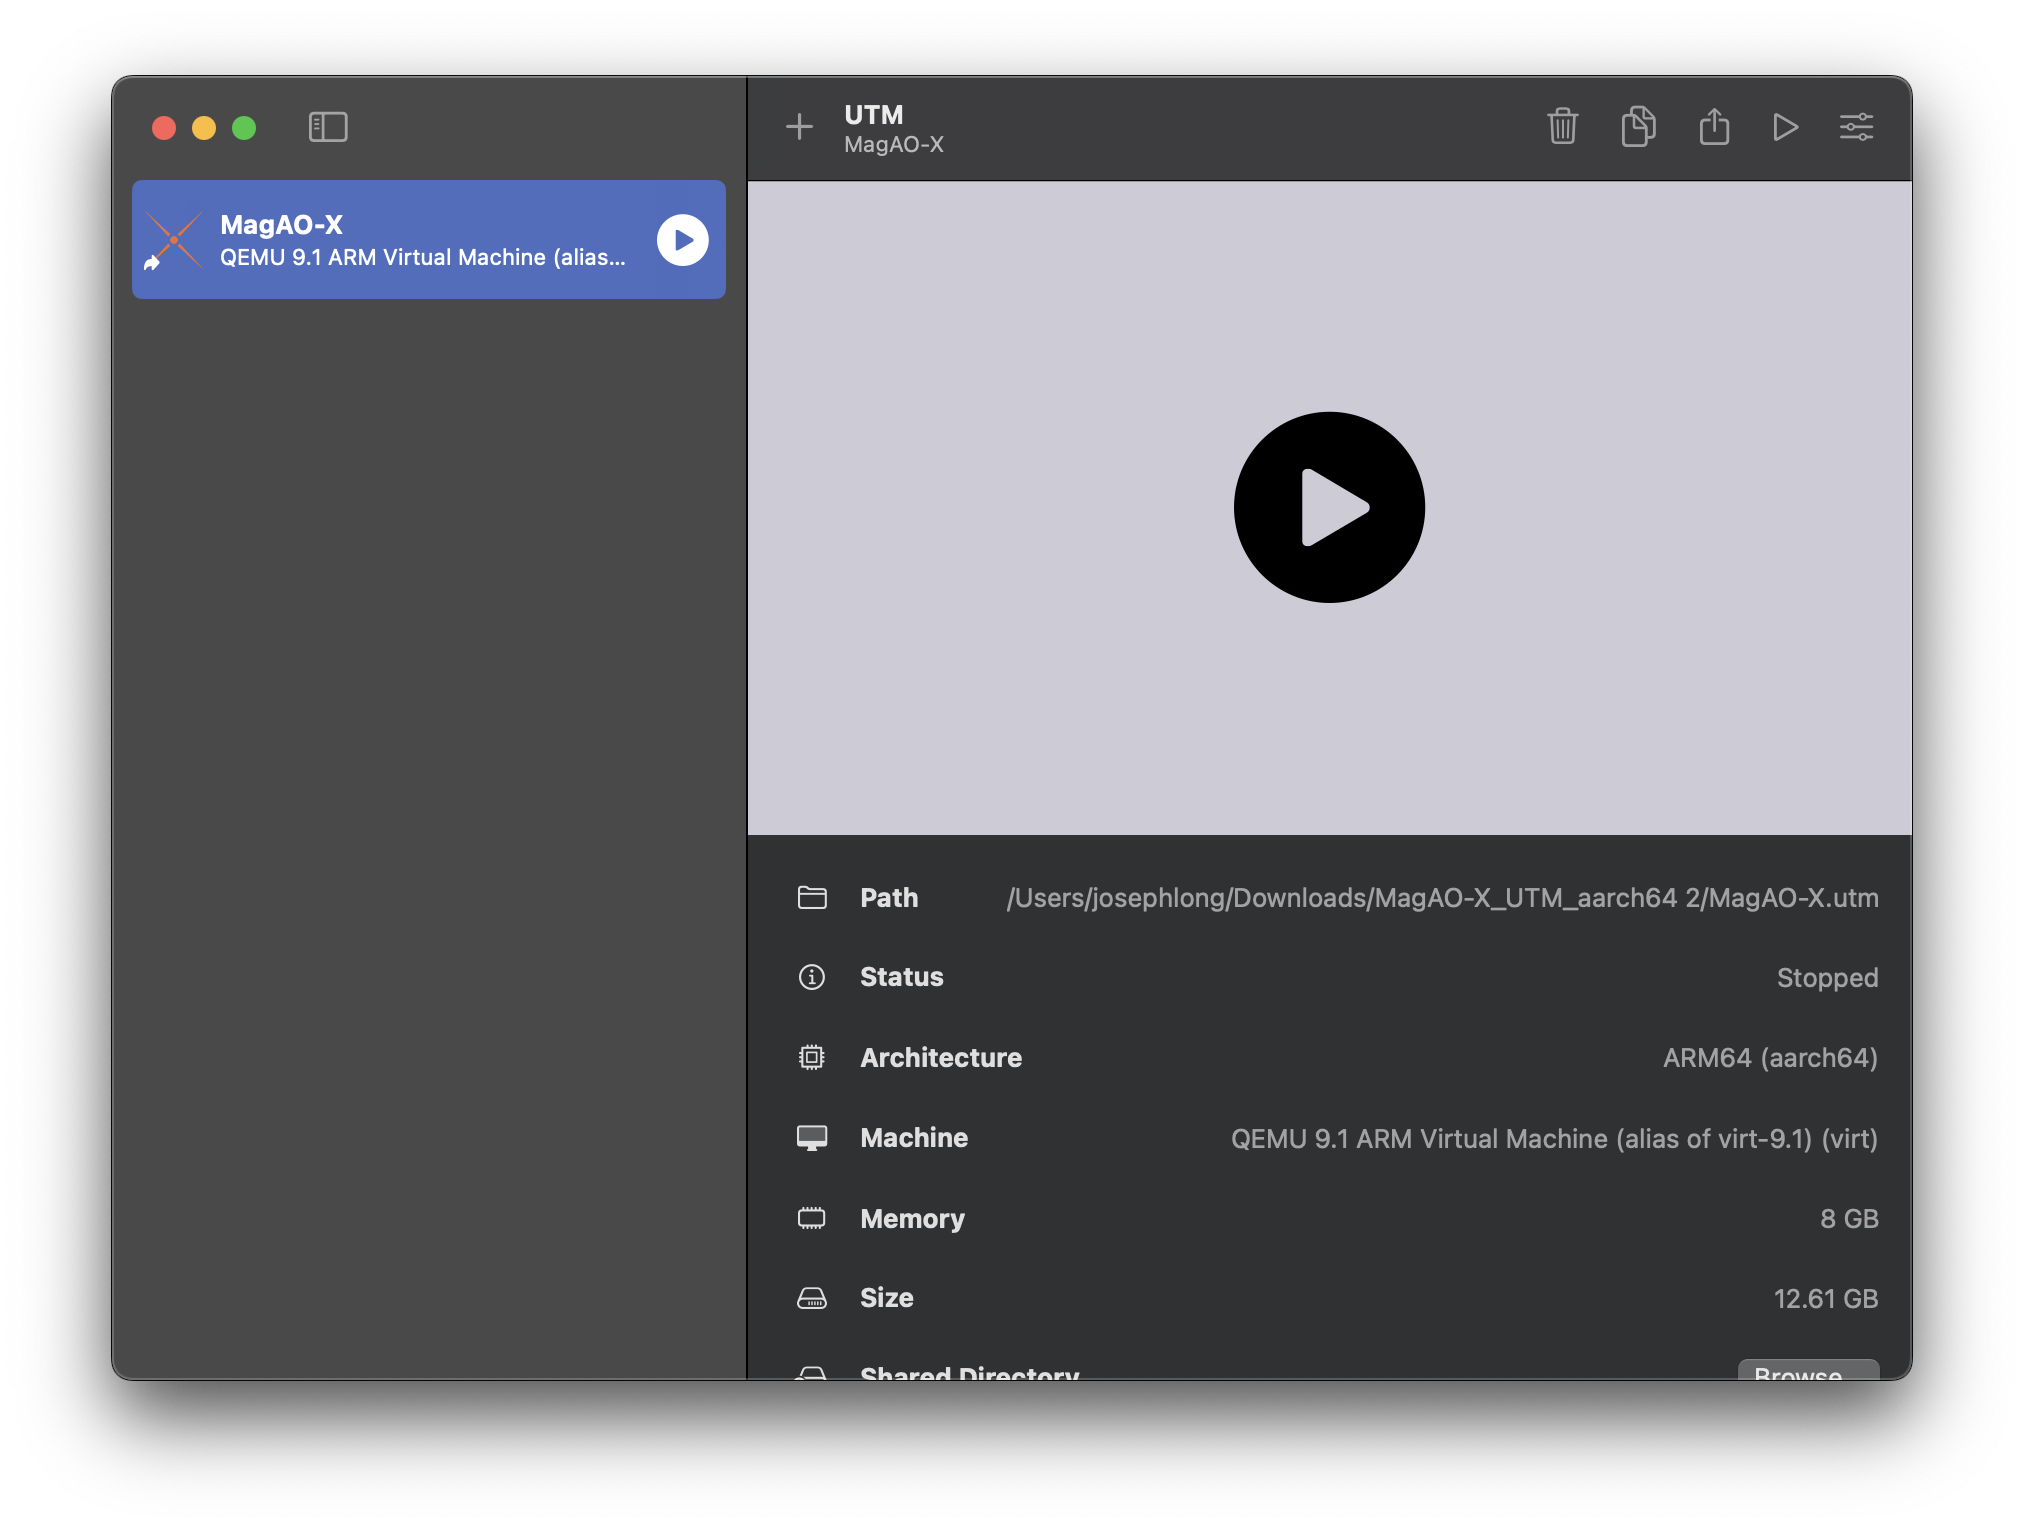 MagAO-X
QEMU 9.1 ARM Virtual Machine (alias...
UTM
MagAO-X
Path /Users/josephlong/Downloads/MagAO-X_UTM_aarch64 2/MagAO-X.utm
Status Stopped
Architecture ARM64 (aarch64)
Machine QEMU 9.1 ARM Virtual Machine (alias of virt-9.1) (virt)
Memory 8 GB
Size 12.61 GB
Shared Directory Browse...